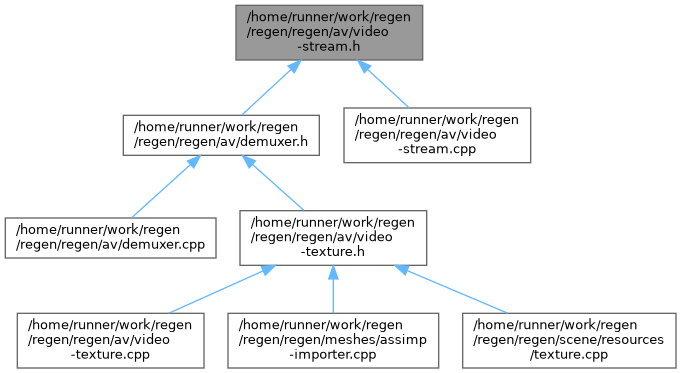 /home/runner/work/regen
/regen/regen/av/video
-stream.h
/home/runner/work/regen
/regen/regen/av/demuxer.h
/home/runner/work/regen
/regen/regen/av/video
-stream.cpp
/home/runner/work/regen
/regen/regen/av/demuxer.cpp
/home/runner/work/regen
/regen/regen/av/video
-texture.h
/home/runner/work/regen
/regen/regen/av/video
-texture.cpp
/home/runner/work/regen
/regen/regen/meshes/assimp
-importer.cpp
/home/runner/work/regen
/regen/regen/scene/resources
/texture.cpp